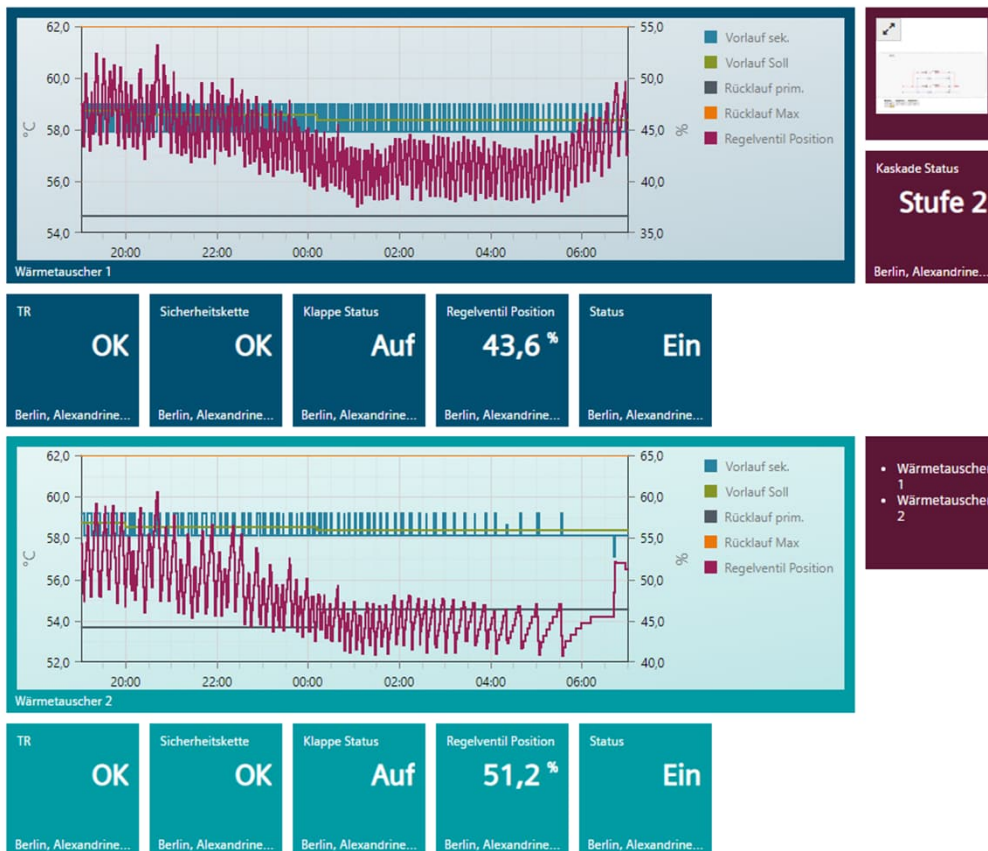 62,0
60,0
58,0
56,0
54,0
°C
55,0
50,0
45,0
40,0
35,0
%
20:00 22:00 00:00 02:00 04:00 06:00
Vorlauf sek.
Vorlauf Soll
Rücklauf prim.
Rücklauf Max
Regelventil Position
Wärmetauscher 1
Kaskade Status
Stufe 2
Berlin, Alexandrine...
TR
OK
Berlin, Alexandrine...
Sicherheitskette
OK
Berlin, Alexandrine...
Klappe Status
Auf
Berlin, Alexandrine...
Regelventil Position
43,6 %
Berlin, Alexandrine...
Status
Ein
Berlin, Alexandrine...
62,0
60,0
58,0
56,0
54,0
52,0
°C
65,0
60,0
55,0
50,0
45,0
40,0
%
20:00 22:00 00:00 02:00 04:00 06:00
Vorlauf sek.
Vorlauf Soll
Rücklauf prim.
Rücklauf Max
Regelventil Position
Wärmetauscher 2
• Wärmetauscher
1
• Wärmetauscher
2
TR
OK
Berlin, Alexandrine...
Sicherheitskette
OK
Berlin, Alexandrine...
Klappe Status
Auf
Berlin, Alexandrine...
Regelventil Position
51,2 %
Berlin, Alexandrine...
Status
Ein
Berlin, Alexandrine...